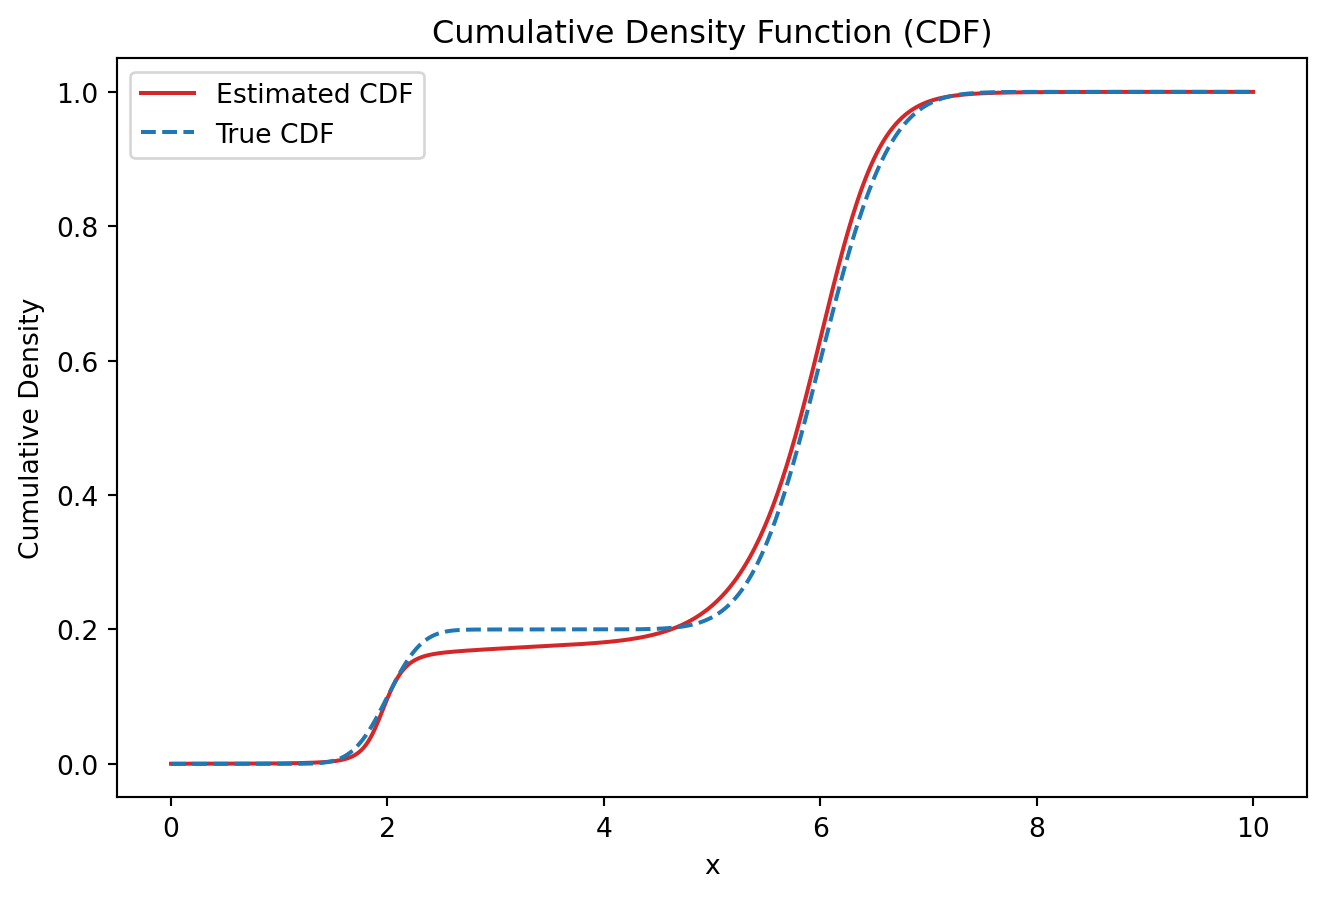 Cumulative Density Function (CDF)
Estimated CDF
True CDF
Cumulative Density
1.0
0.8
0.6
0.4
0.2
0.0
0 2 4 6 8 10
x